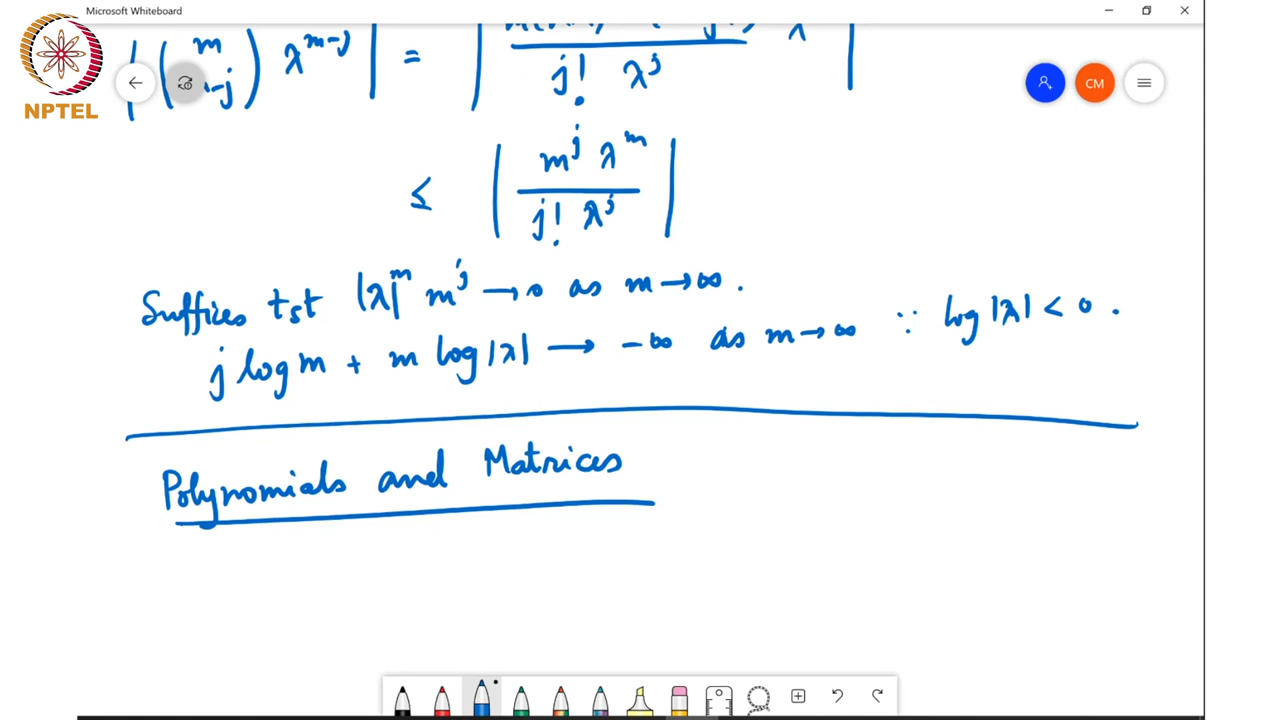 Microsoft Whiteboard
NPTEL
CM
| ( m -j ) λ^{m-j} | = | / j! λ^j |
≤ | m^j λ^m / j! λ^j |
Suffices tst |λ|^m m^j → 0 as m → ∞.
j log m + m log |λ| → -∞ as m → ∞ ∵ log |λ| < 0.
Polynomials and Matrices